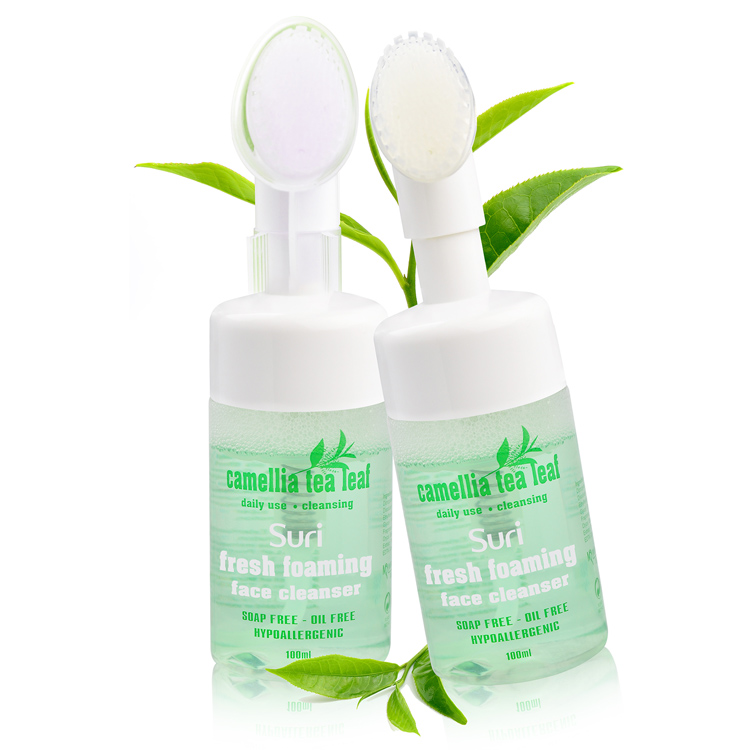 camellia tea leaf
daily use • cleansing
Suri
fresh foaming
face cleanser
SOAP FREE - OIL FREE
HYPOALLERGENIC
100ml
camellia tea leaf
daily use • cleansing
Suri
fresh foaming
face cleanser
SOAP FREE - OIL FREE
HYPOALLERGENIC
100ml